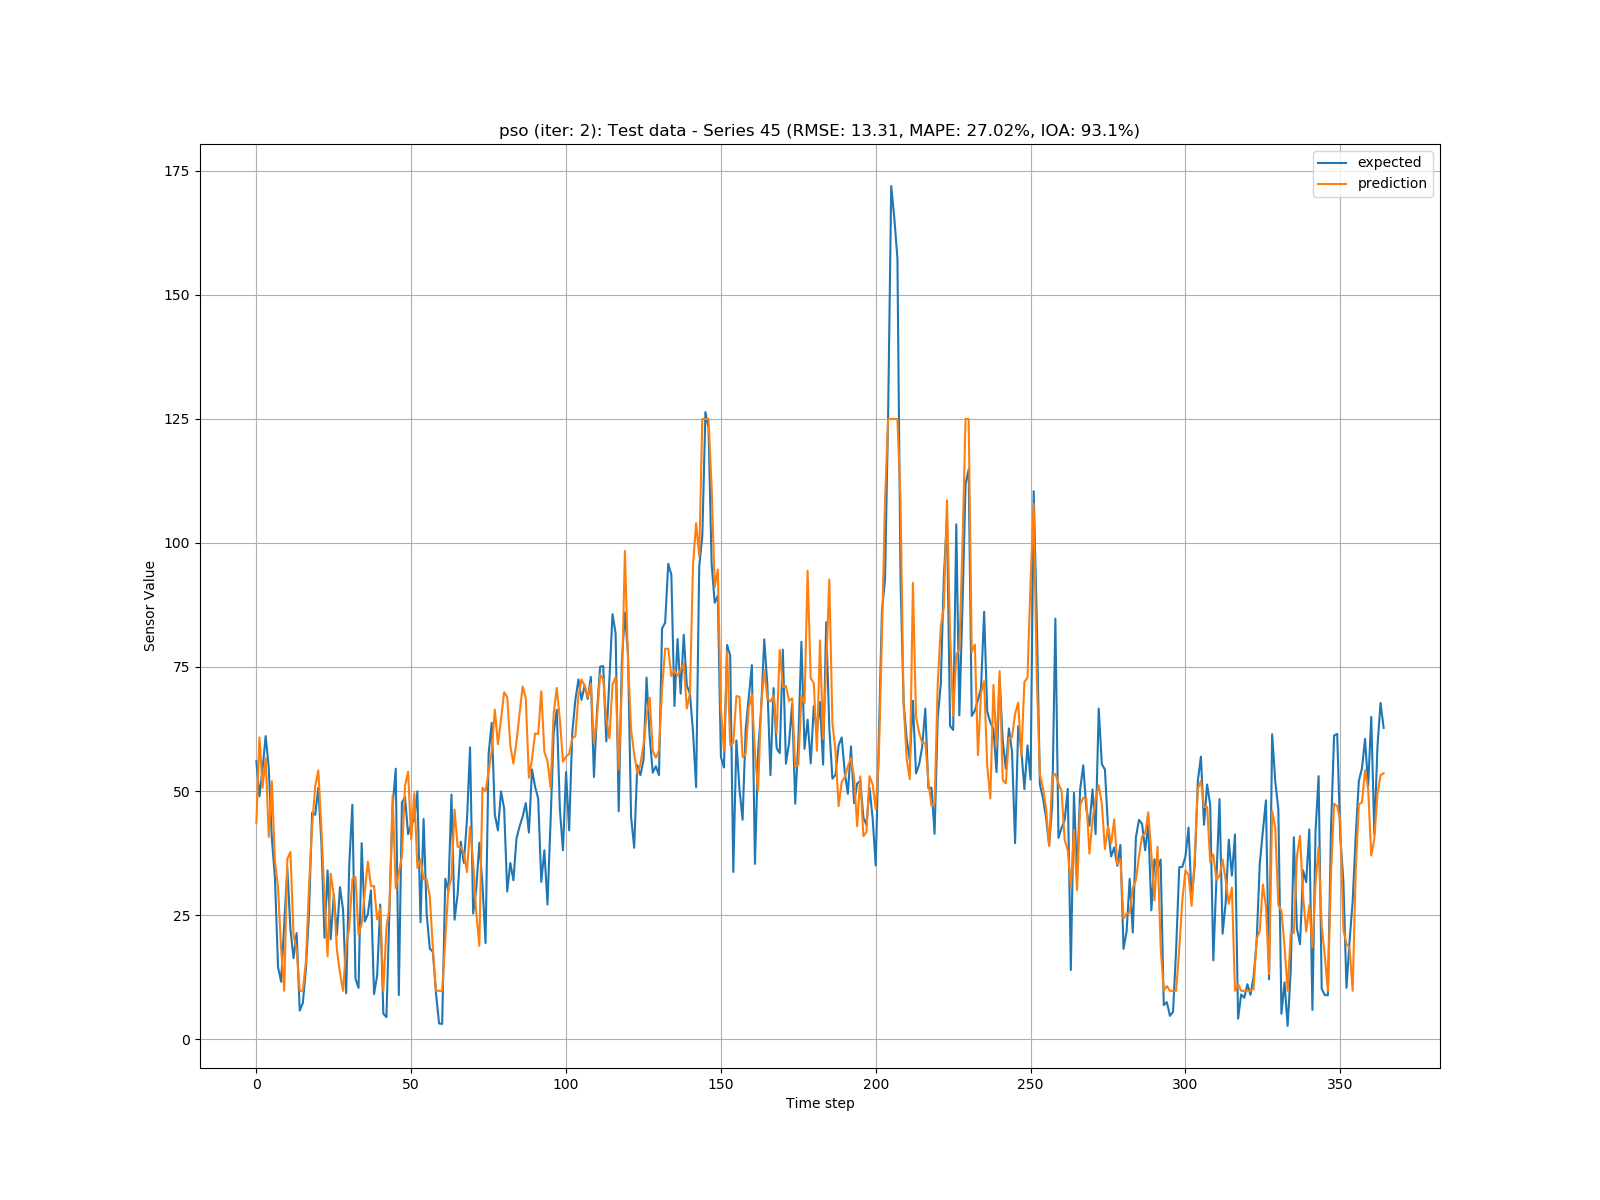 pso (iter: 2): Test data - Series 45 (RMSE: 13.31, MAPE: 27.02%, IOA: 93.1%)
expected
prediction
175
150
125
100
75
50
25
0
Sensor Value
0 50 100 150 200 250 300 350
Time step